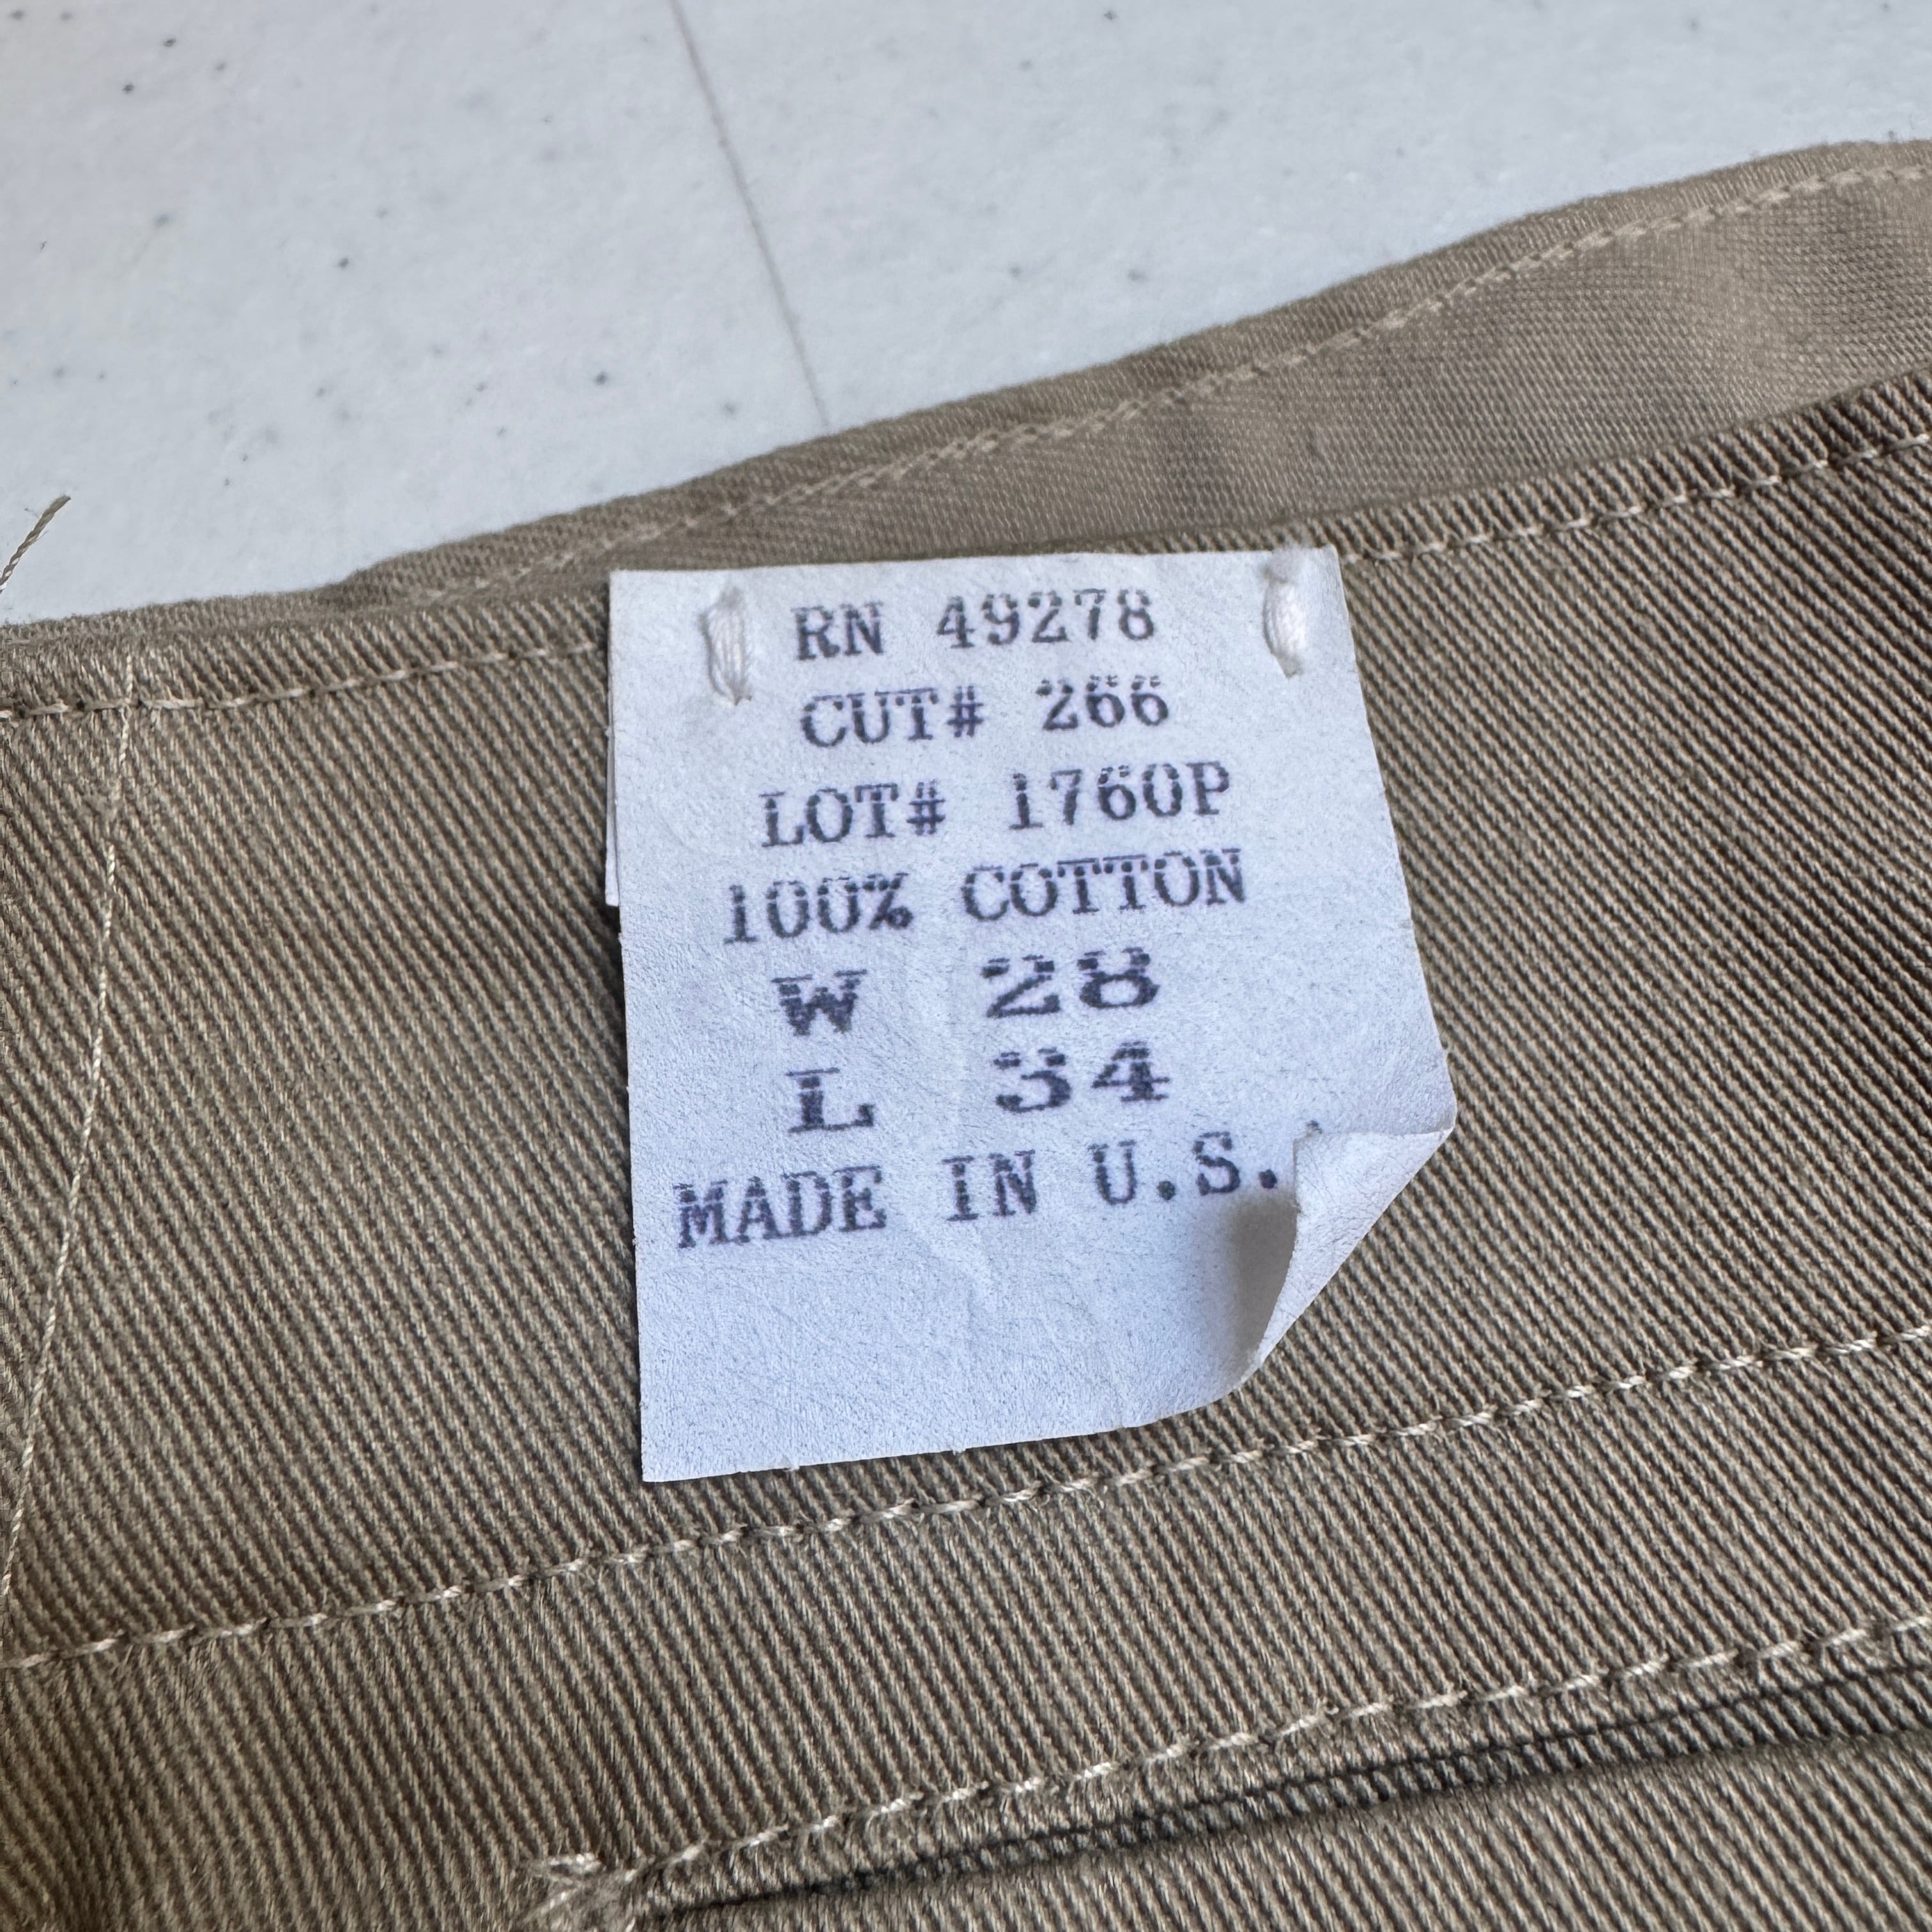 RN 49278
CUT# 266
LOT# 1760P
100% COTTON
W 28
L 34
MADE IN U.S.